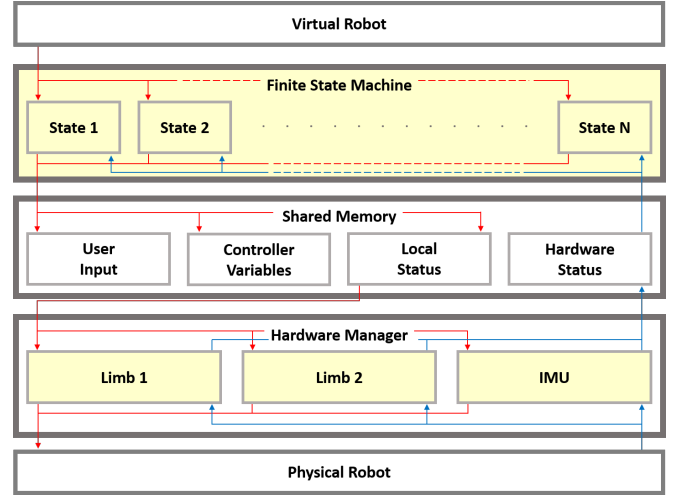 Virtual Robot
Finite State Machine
State 1
State 2
State N
Shared Memory
User
Input
Controller
Variables
Local
Status
Hardware
Status
Hardware Manager
Limb 1
Limb 2
IMU
Physical Robot